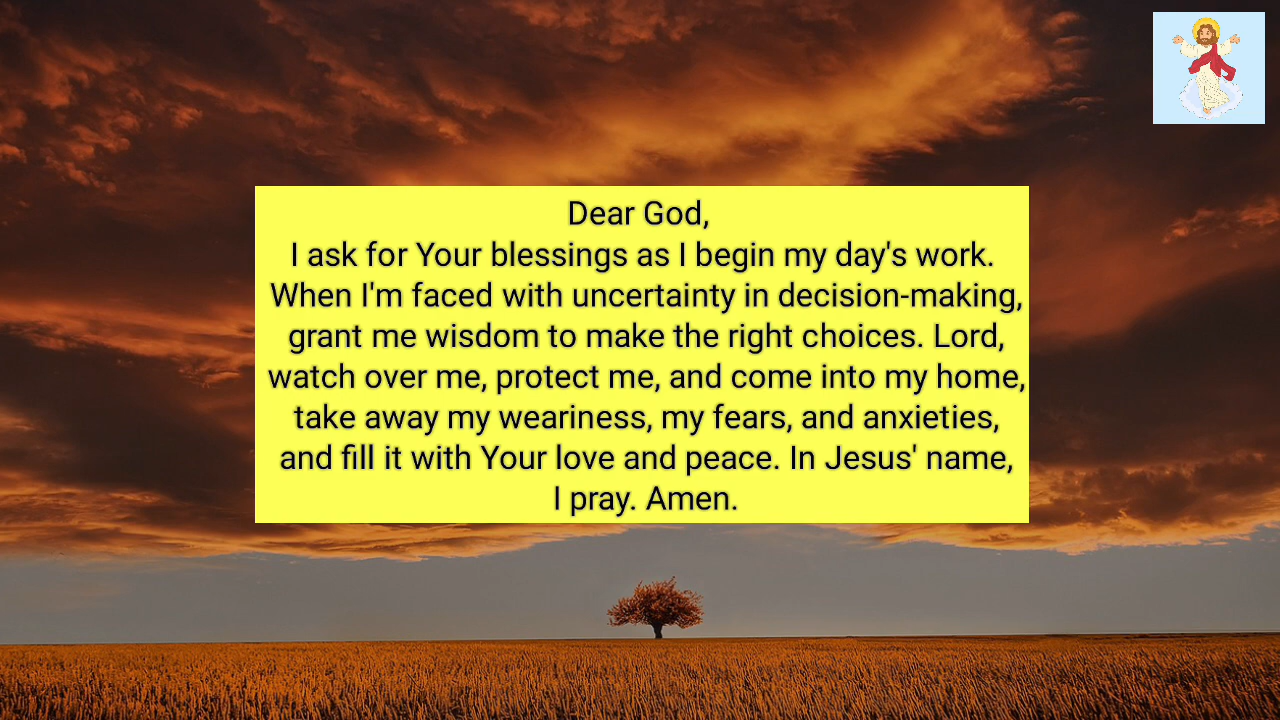 Dear God,
I ask for Your blessings as I begin my day's work.
When I'm faced with uncertainty in decision-making,
grant me wisdom to make the right choices. Lord,
watch over me, protect me, and come into my home,
take away my weariness, my fears, and anxieties,
and fill it with Your love and peace. In Jesus' name,
I pray. Amen.